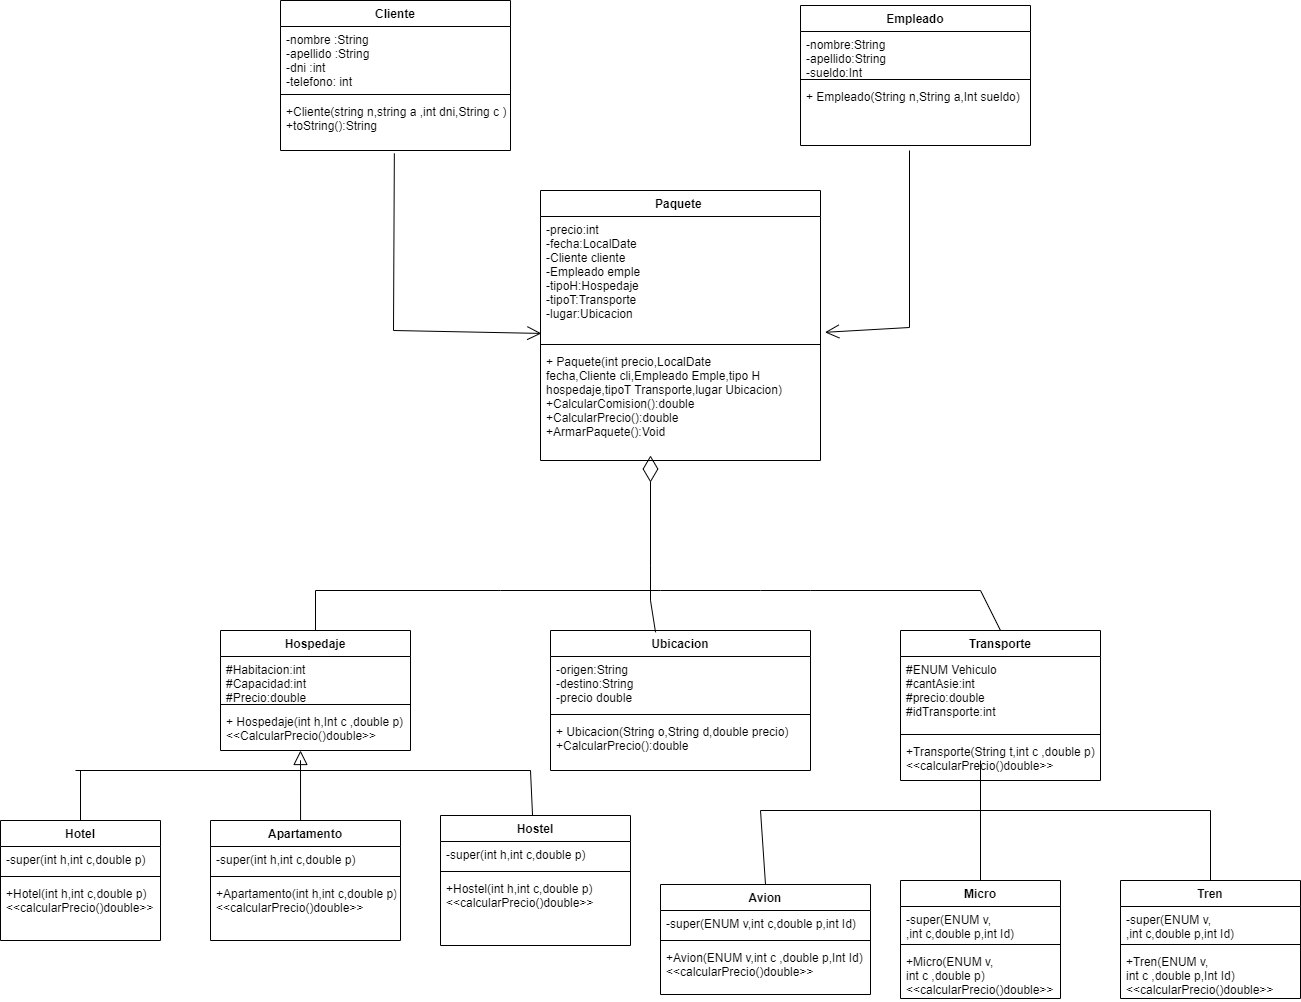 Cliente
-nombre :String
-apellido :String
-dni :int
-telefono: int
+Cliente(string n,string a ,int dni,String c )
+toString():String
Empleado
-nombre:String
-apellido:String
-sueldo:Int
+ Empleado(String n,String a,Int sueldo)
Paquete
-precio:int
-fecha:LocalDate
-Cliente cliente
-Empleado emple
-tipoH:Hospedaje
-tipoT:Transporte
-lugar:Ubicacion
+ Paquete(int precio,LocalDate
fecha,Cliente cli,Empleado Emple,tipo H
hospedaje,tipoT Transporte,lugar Ubicacion)
+CalcularComision():double
+CalcularPrecio():double
+ArmarPaquete():Void
Hospedaje
#Habitacion:int
#Capacidad:int
#Precio:double
+ Hospedaje(int h,Int c ,double p)
<<CalcularPrecio()double>>
Ubicacion
-origen:String
-destino:String
-precio double
+ Ubicacion(String o,String d,double precio)
+CalcularPrecio():double
Transporte
#ENUM Vehiculo
#cantAsie:int
#precio:double
#idTransporte:int
+Transporte(String t,int c ,double p)
<<calcularPrecio()double>>
Hotel
-super(int h,int c,double p)
+Hotel(int h,int c,double p)
<<calcularPrecio()double>>
Apartamento
-super(int h,int c,double p)
+Apartamento(int h,int c,double p)
<<calcularPrecio()double>>
Hostel
-super(int h,int c,double p)
+Hostel(int h,int c,double p)
<<calcularPrecio()double>>
Avion
-super(ENUM v,int c,double p,int Id)
+Avion(ENUM v,int c ,double p,Int Id)
<<calcularPrecio()double>>
Micro
-super(ENUM v,
,int c,double p,int Id)
+Micro(ENUM v,
int c ,double p)
<<calcularPrecio()double>>
Tren
-super(ENUM v,
,int c,double p,int Id)
+Tren(ENUM v,
int c ,double p,Int Id)
<<calcularPrecio()double>>